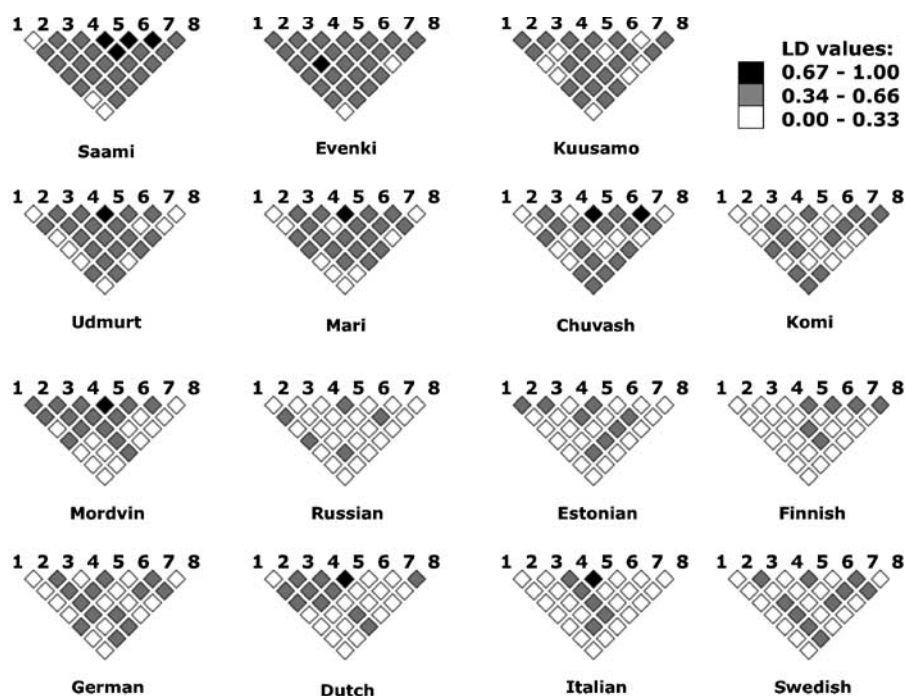 1 2 3 4 5 6 7 8 1 2 3 4 5 6 7 8 1 2 3 4 5 6 7 8
LD values:
0.67 - 1.00
0.34 - 0.66
0.00 - 0.33
Saami Evenki Kuusamo
1 2 3 4 5 6 7 8 1 2 3 4 5 6 7 8 1 2 3 4 5 6 7 8 1 2 3 4 5 6 7 8
Udmurt Mari Chuvash Komi
1 2 3 4 5 6 7 8 1 2 3 4 5 6 7 8 1 2 3 4 5 6 7 8 1 2 3 4 5 6 7 8
Mordvin Russian Estonian Finnish
1 2 3 4 5 6 7 8 1 2 3 4 5 6 7 8 1 2 3 4 5 6 7 8 1 2 3 4 5 6 7 8
German Dutch Italian Swedish